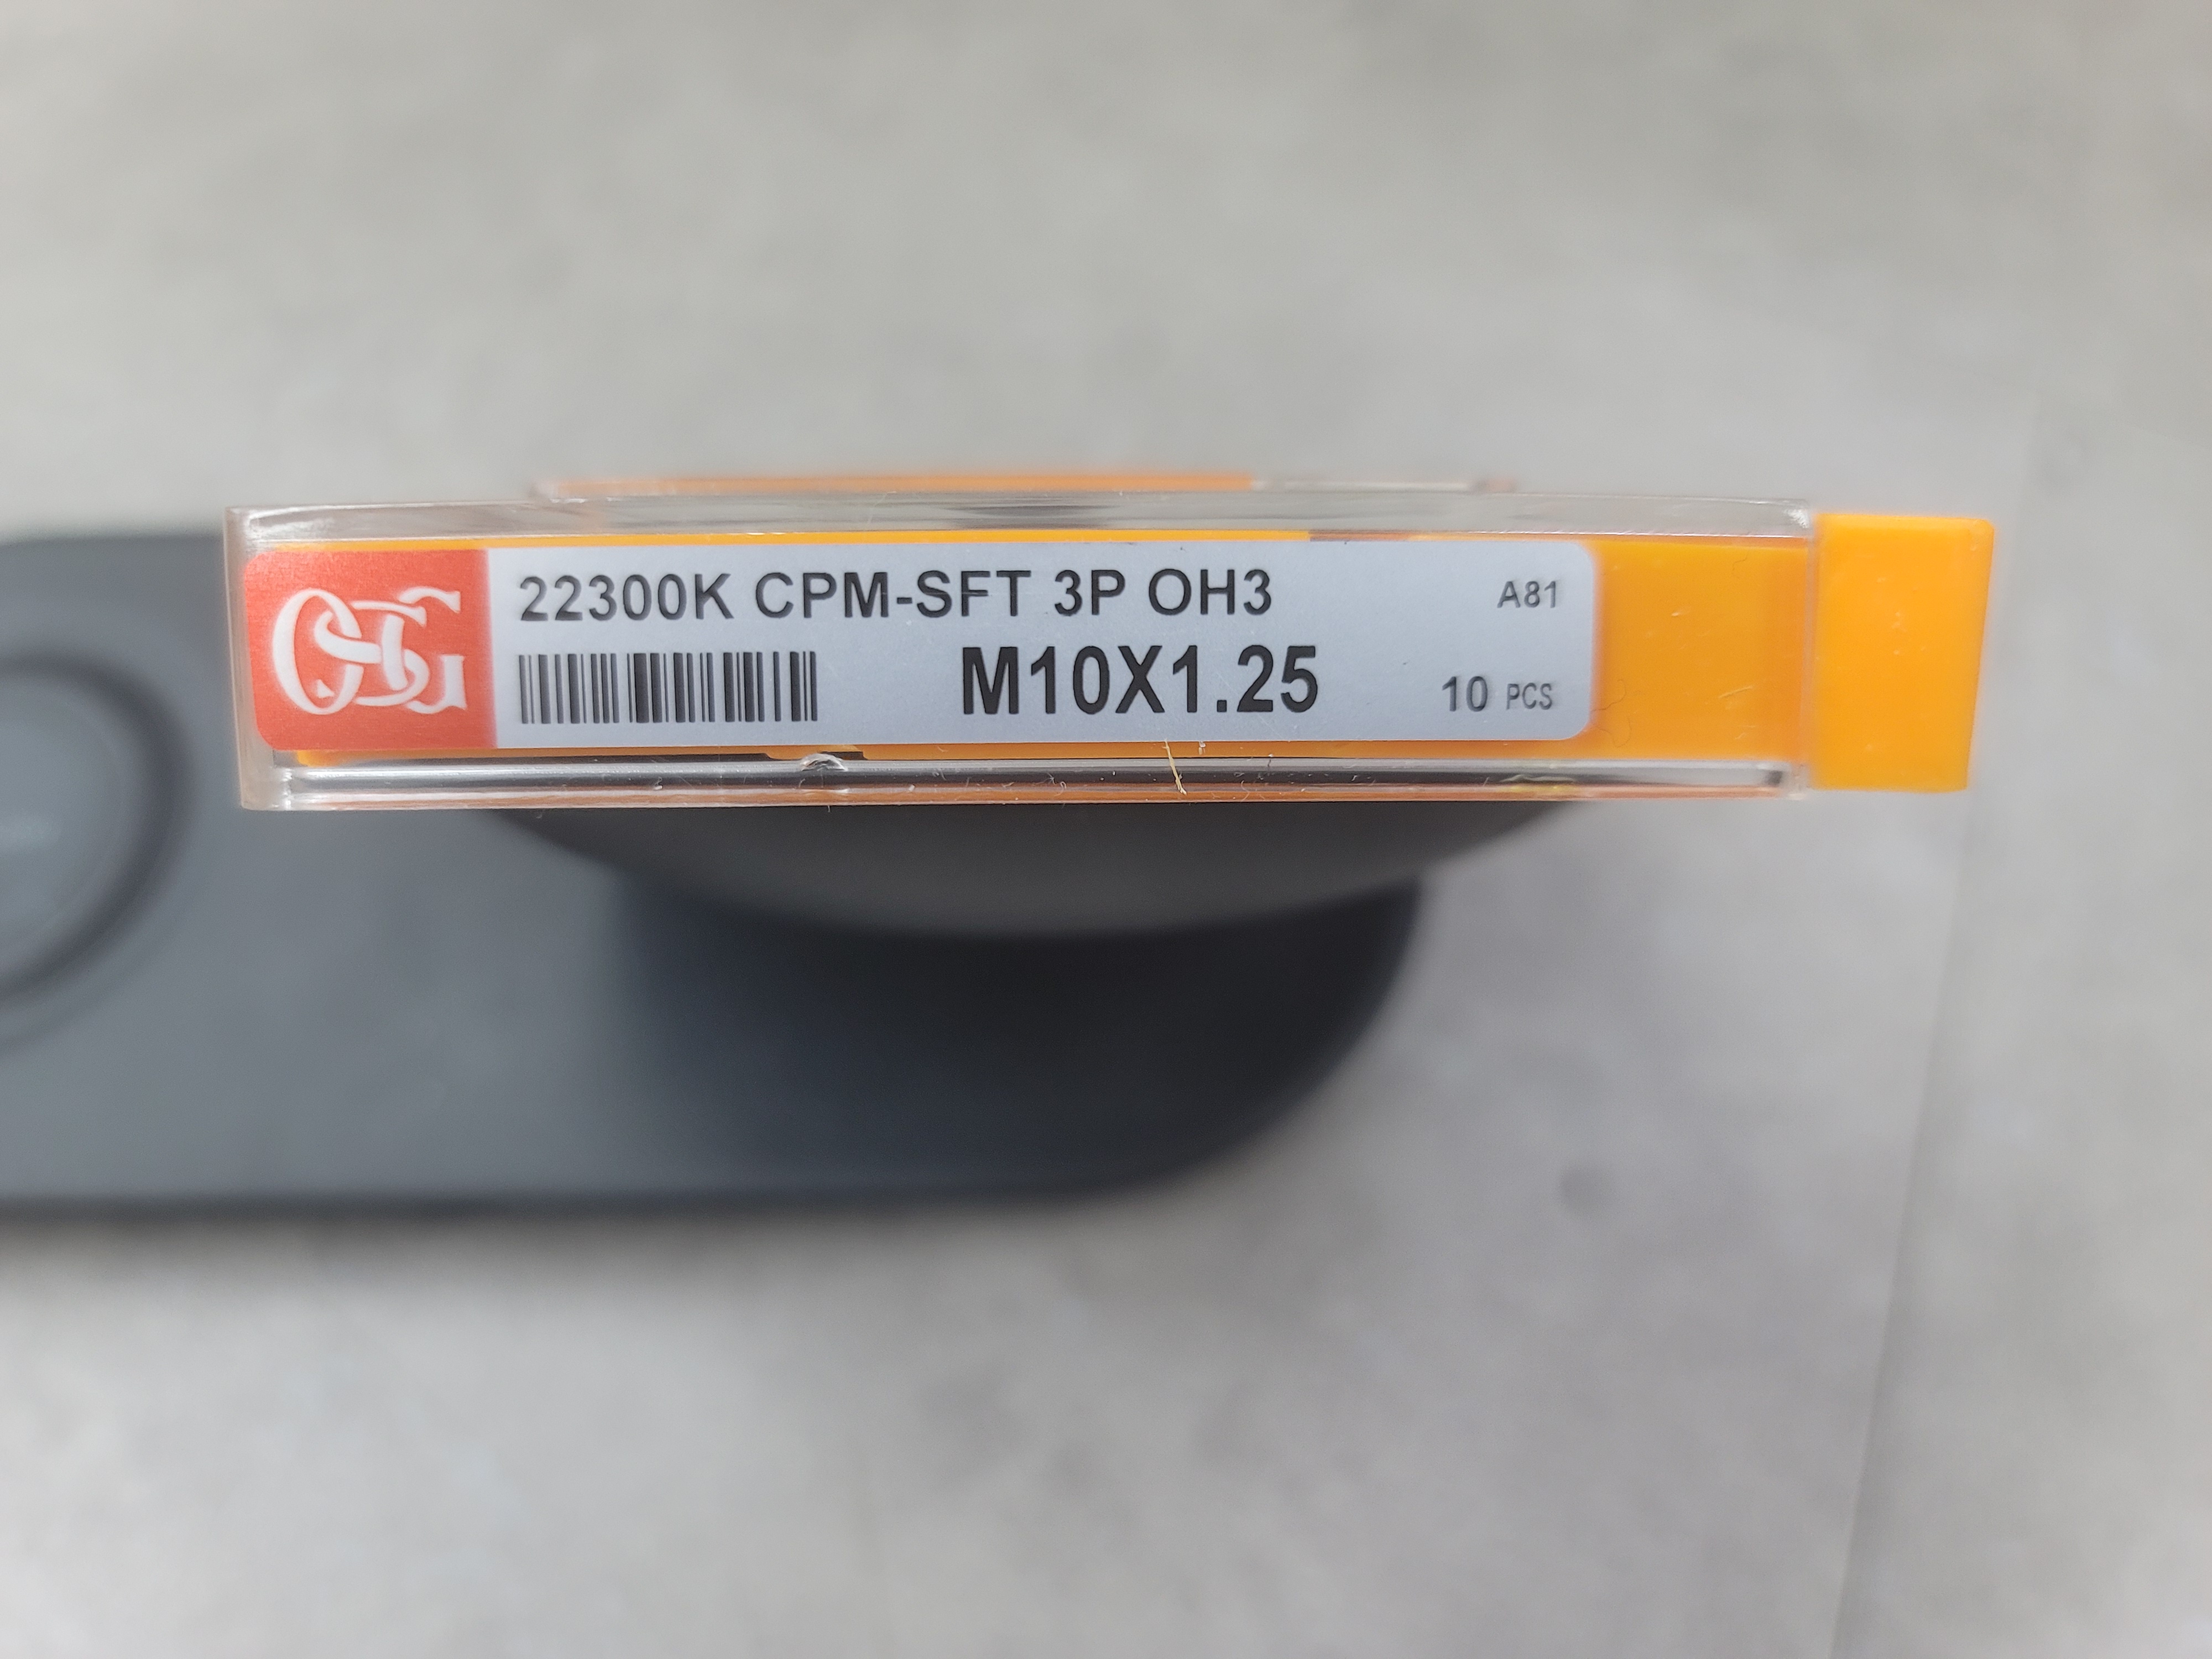 OSG
22300K CPM-SFT 3P OH3
A81
M10X1.25
10 PCS